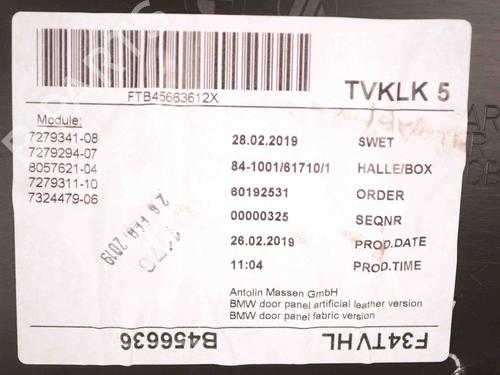 FTB45663612X
TVKLK 5
Module:
7279341-08
7279294-07
8057621-04
7279311-10
7324479-06
28.02.2019 SWET
84-1001/61710/1 HALLE/BOX
60192531 ORDER
00000325 SEQNR
26.02.2019 PROD.DATE
11:04 PROD.TIME
26 FEB 2019
Antolin Massen GmbH
BMW door panel artificial leather version
BMW door panel fabric version
B456636
F34TVHL